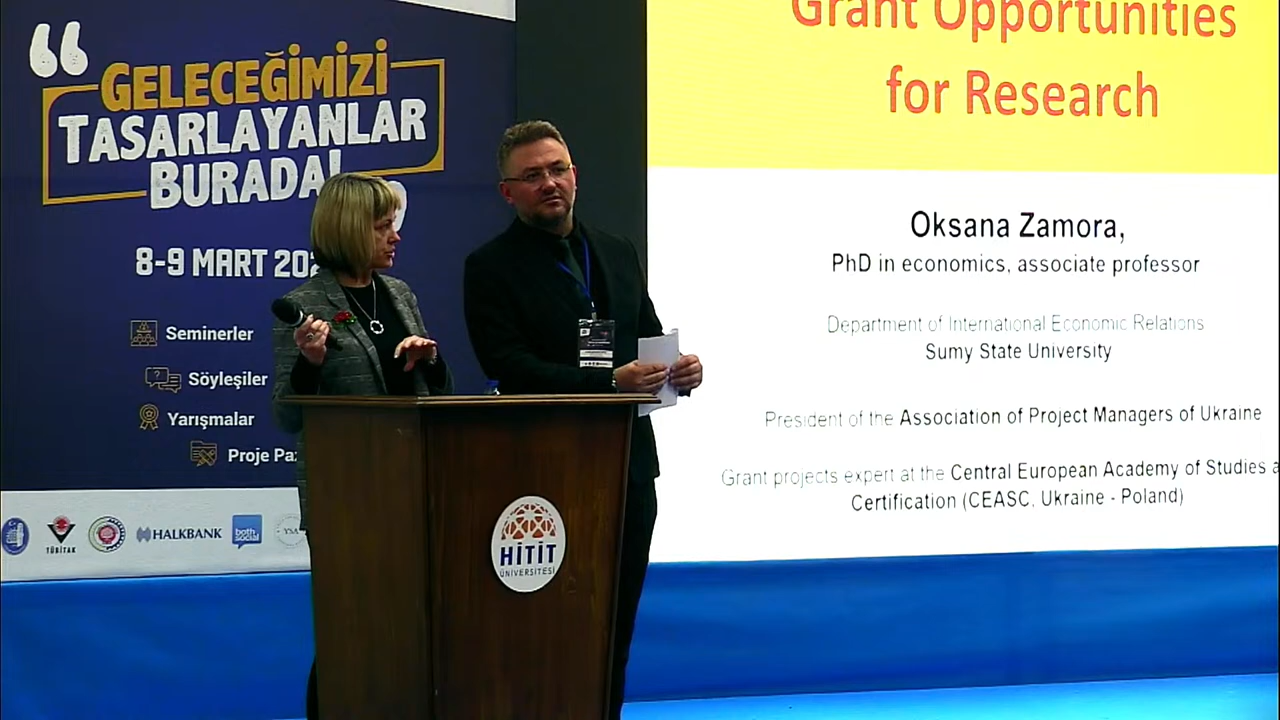 GELECEĞİMİZİ
TASARLAYANLAR
BURADA!
8-9 MART
Seminerler
Söyleşiler
Yarışmalar
Proje
TÜBİTAK
HALKBANK
both
social
HİTİT
ÜNİVERSİTESİ
Grant Opportunities
for Research
Oksana Zamora,
PhD in economics, associate professor
Department of International Economic Relations
Sumy State University
President of the Association of Project Managers of Ukraine
Grant projects expert at the Central European Academy of Studies
Certification (CEASC, Ukraine - Poland)